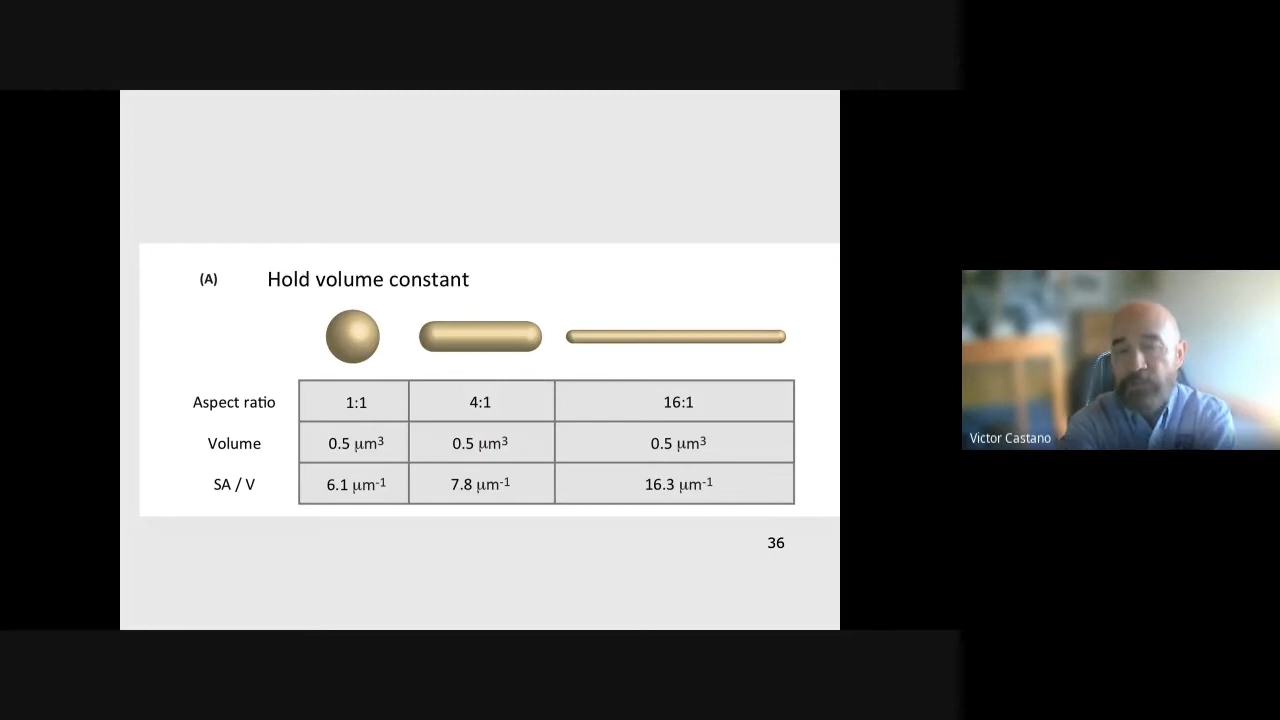 (A) Hold volume constant
Aspect ratio 1:1 4:1 16:1
Volume 0.5 μm³ 0.5 μm³ 0.5 μm³
SA / V 6.1 μm⁻¹ 7.8 μm⁻¹ 16.3 μm⁻¹
36
Victor Castano